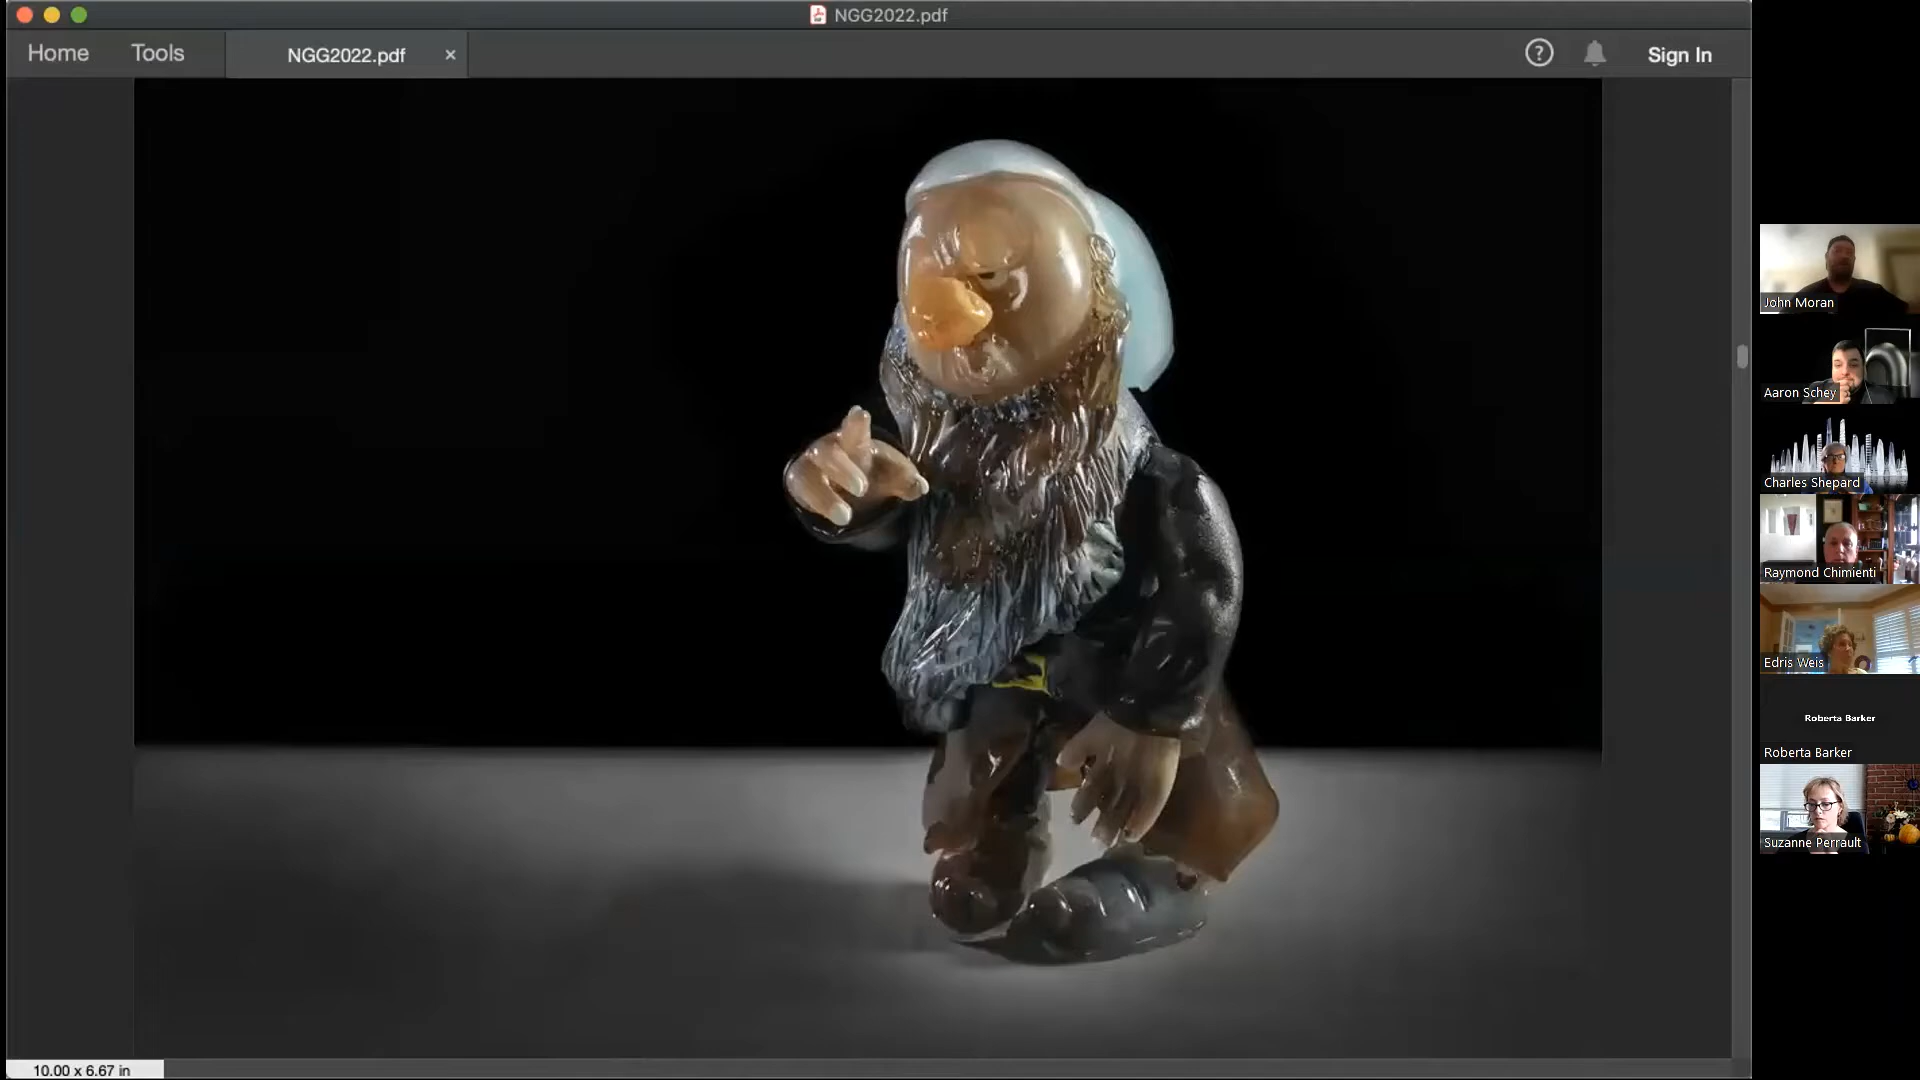 NGG2022.pdf
Home
Tools
NGG2022.pdf
×
?
Sign In
John Moran
Aaron Schey
Charles Shepard
Raymond Chimienti
Edris Weis
Roberta Barker
Roberta Barker
Suzanne Perrault
10.00 x 6.67 in